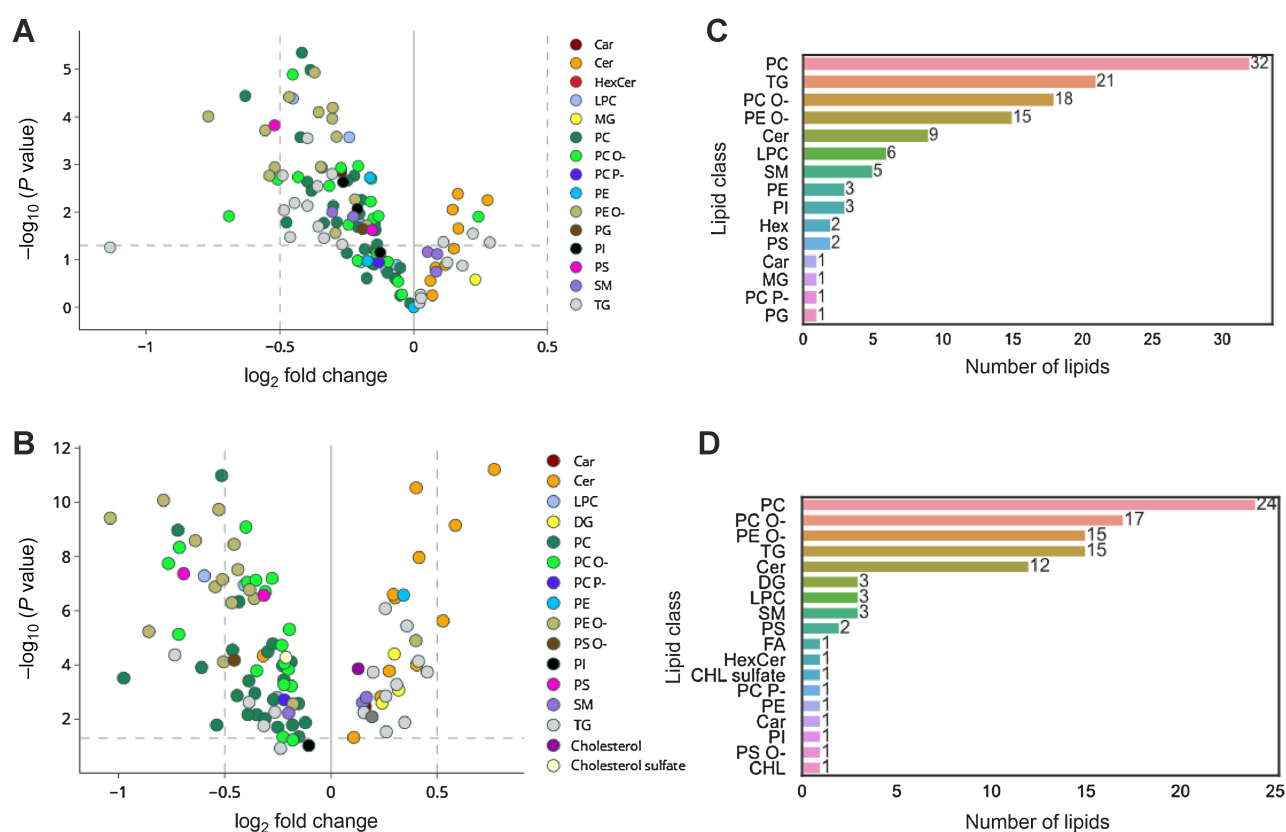 A
−log10 (P value)
5
4
3
2
1
0
−1
−0.5
0
0.5
log2 fold change
Car
Cer
HexCer
LPC
MG
PC
PC O-
PC P-
PE
PE O-
PG
PI
PS
SM
TG
C
Lipid class
PC
32
TG
21
PC O-
18
PE O-
15
Cer
9
LPC
6
SM
5
PE
3
PI
3
Hex
2
PS
2
Car
1
MG
1
PC P-
1
PG
1
0
5
10
15
20
25
30
Number of lipids
B
−log10 (P value)
12
10
8
6
4
2
−1
−0.5
0
0.5
log2 fold change
Car
Cer
LPC
DG
PC
PC O-
PC P-
PE
PE O-
PS O-
PI
PS
SM
TG
Cholesterol
Cholesterol sulfate
D
Lipid class
PC
24
PC O-
17
PE O-
15
TG
15
Cer
12
DG
3
LPC
3
SM
3
PS
2
FA
1
HexCer
1
CHL sulfate
1
PC P-
1
PE
1
Car
1
PI
1
PS O-
1
CHL
1
0
5
10
15
20
25
Number of lipids